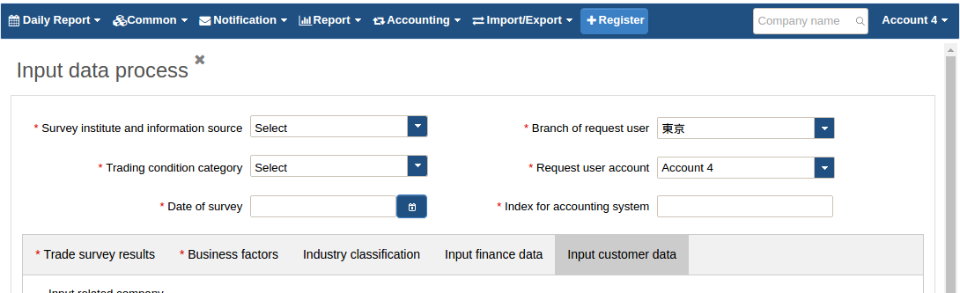 Daily Report Common Notification Report Accounting Import/Export + Register Company name Account 4
Input data process ×
* Survey institute and information source Select * Branch of request user 東京
* Trading condition category Select * Request user account Account 4
* Date of survey * Index for accounting system
* Trade survey results * Business factors Industry classification Input finance data Input customer data
Input related company